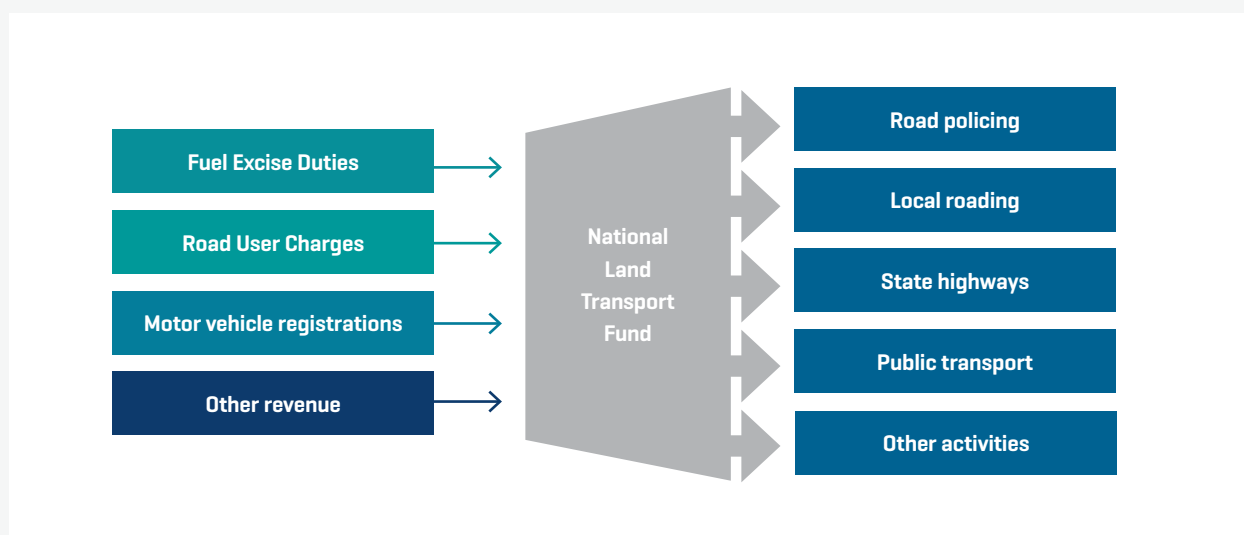 Fuel Excise Duties
Road User Charges
Motor vehicle registrations
Other revenue
National
Land
Transport
Fund
Road policing
Local roading
State highways
Public transport
Other activities